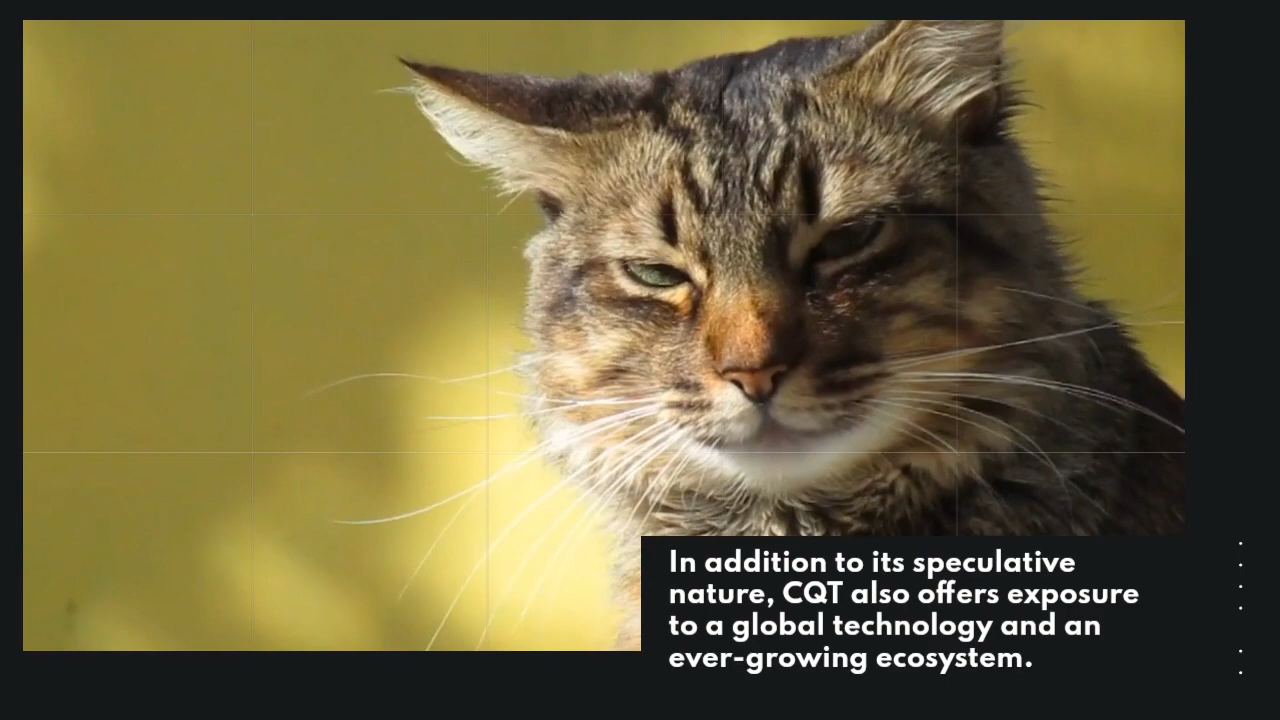 In addition to its speculative
nature, CQT also offers exposure
to a global technology and an
ever-growing ecosystem.